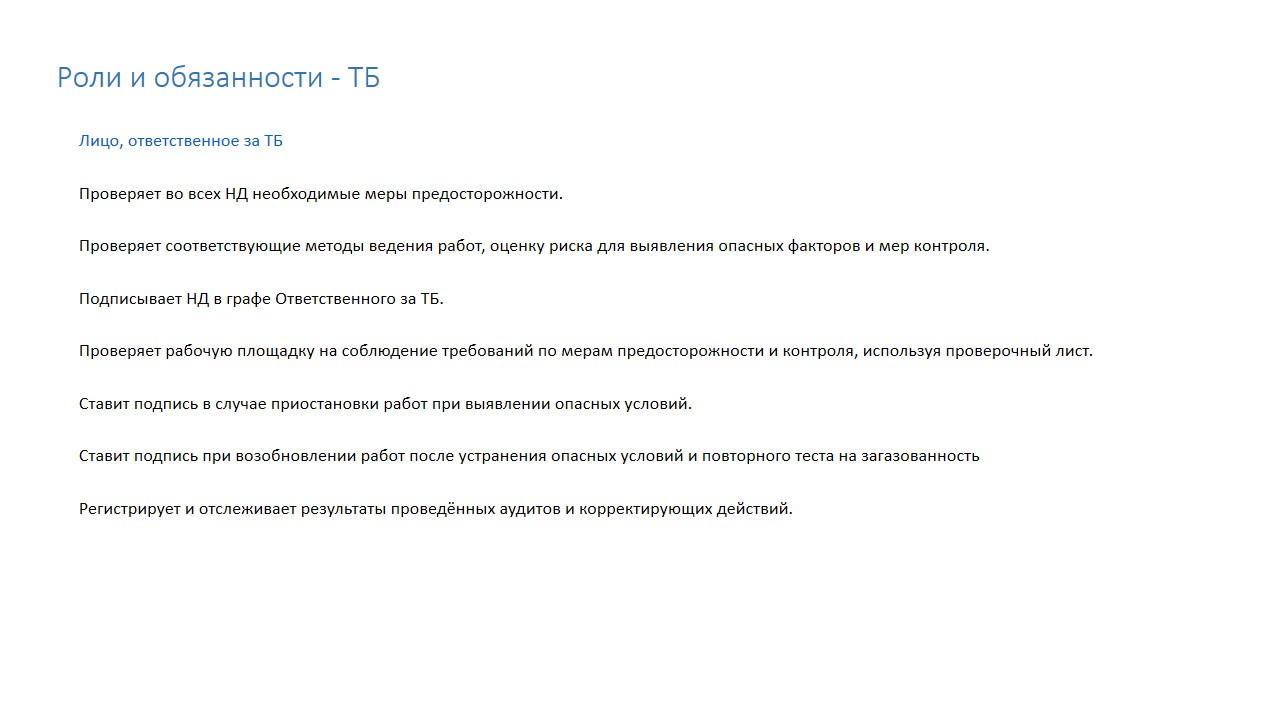 Роли и обязанности - ТБ
Лицо, ответственное за ТБ
Проверяет во всех НД необходимые меры предосторожности.
Проверяет соответствующие методы ведения работ, оценку риска для выявления опасных факторов и мер контроля.
Подписывает НД в графе Ответственного за ТБ.
Проверяет рабочую площадку на соблюдение требований по мерам предосторожности и контроля, используя проверочный лист.
Ставит подпись в случае приостановки работ при выявлении опасных условий.
Ставит подпись при возобновлении работ после устранения опасных условий и повторного теста на загазованность
Регистрирует и отслеживает результаты проведённых аудитов и корректирующих действий.